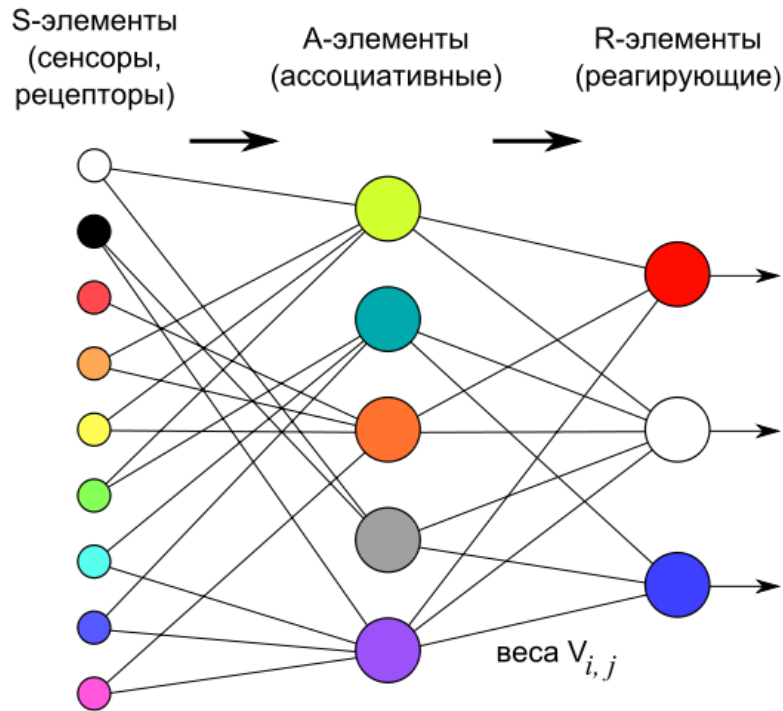 S-элементы
(сенсоры,
рецепторы)
A-элементы
(ассоциативные)
R-элементы
(реагирующие)
веса V i, j